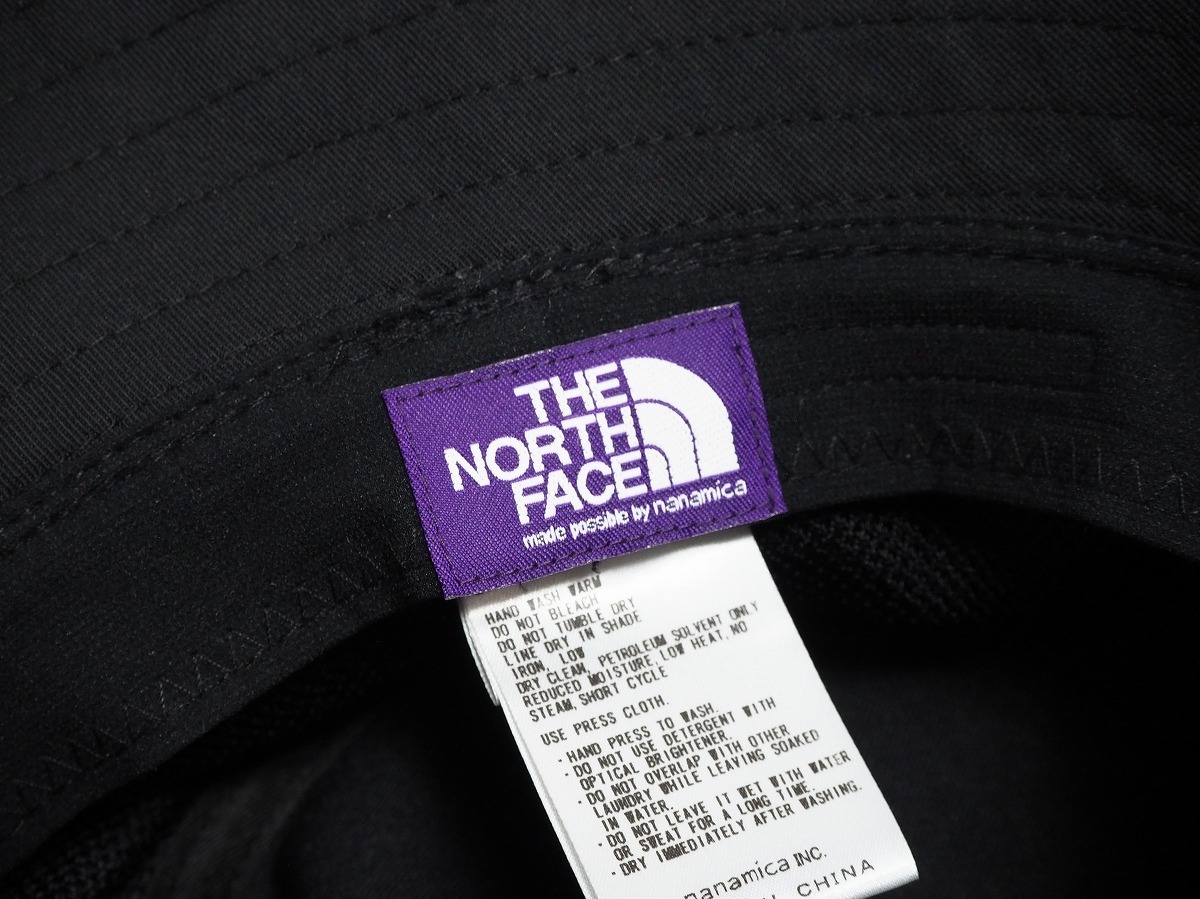 THE
NORTH
FACE
made possible by nanamica
HAND WASH WARM
DO NOT BLEACH
DO NOT TUMBLE DRY
LINE DRY IN SHADE
IRON, LOW
DRY CLEAN, PETROLEUM SOLVENT ONLY
REDUCED MOISTURE, LOW HEAT, NO
STEAM, SHORT CYCLE
USE PRESS CLOTH.
・HAND PRESS TO WASH.
・DO NOT USE DETERGENT WITH
OPTICAL BRIGHTENER.
・DO NOT OVERLAP WITH OTHER
LAUNDRY WHILE LEAVING SOAKED
IN WATER.
・DO NOT LEAVE IT WET WITH WATER
OR SWEAT FOR A LONG TIME.
・DRY IMMEDIATELY AFTER WASHING.
nanamica INC.
CHINA